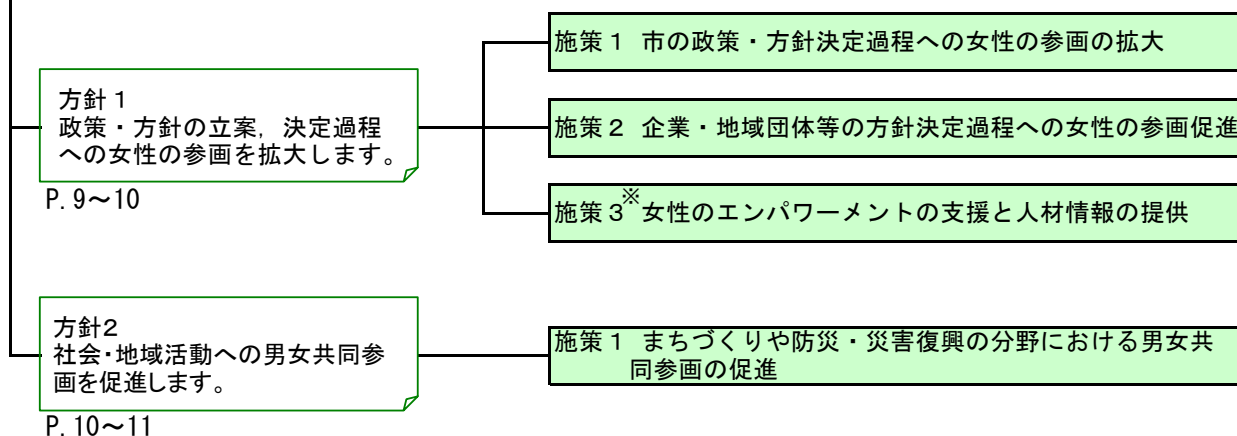 方針１
政策・方針の立案，決定過程
への女性の参画を拡大します。
P.9～10
施策１ 市の政策・方針決定過程への女性の参画の拡大
施策２ 企業・地域団体等の方針決定過程への女性の参画促進
施策３※女性のエンパワーメントの支援と人材情報の提供
方針２
社会・地域活動への男女共同参
画を促進します。
P.10～11
施策１ まちづくりや防災・災害復興の分野における男女共
同参画の促進